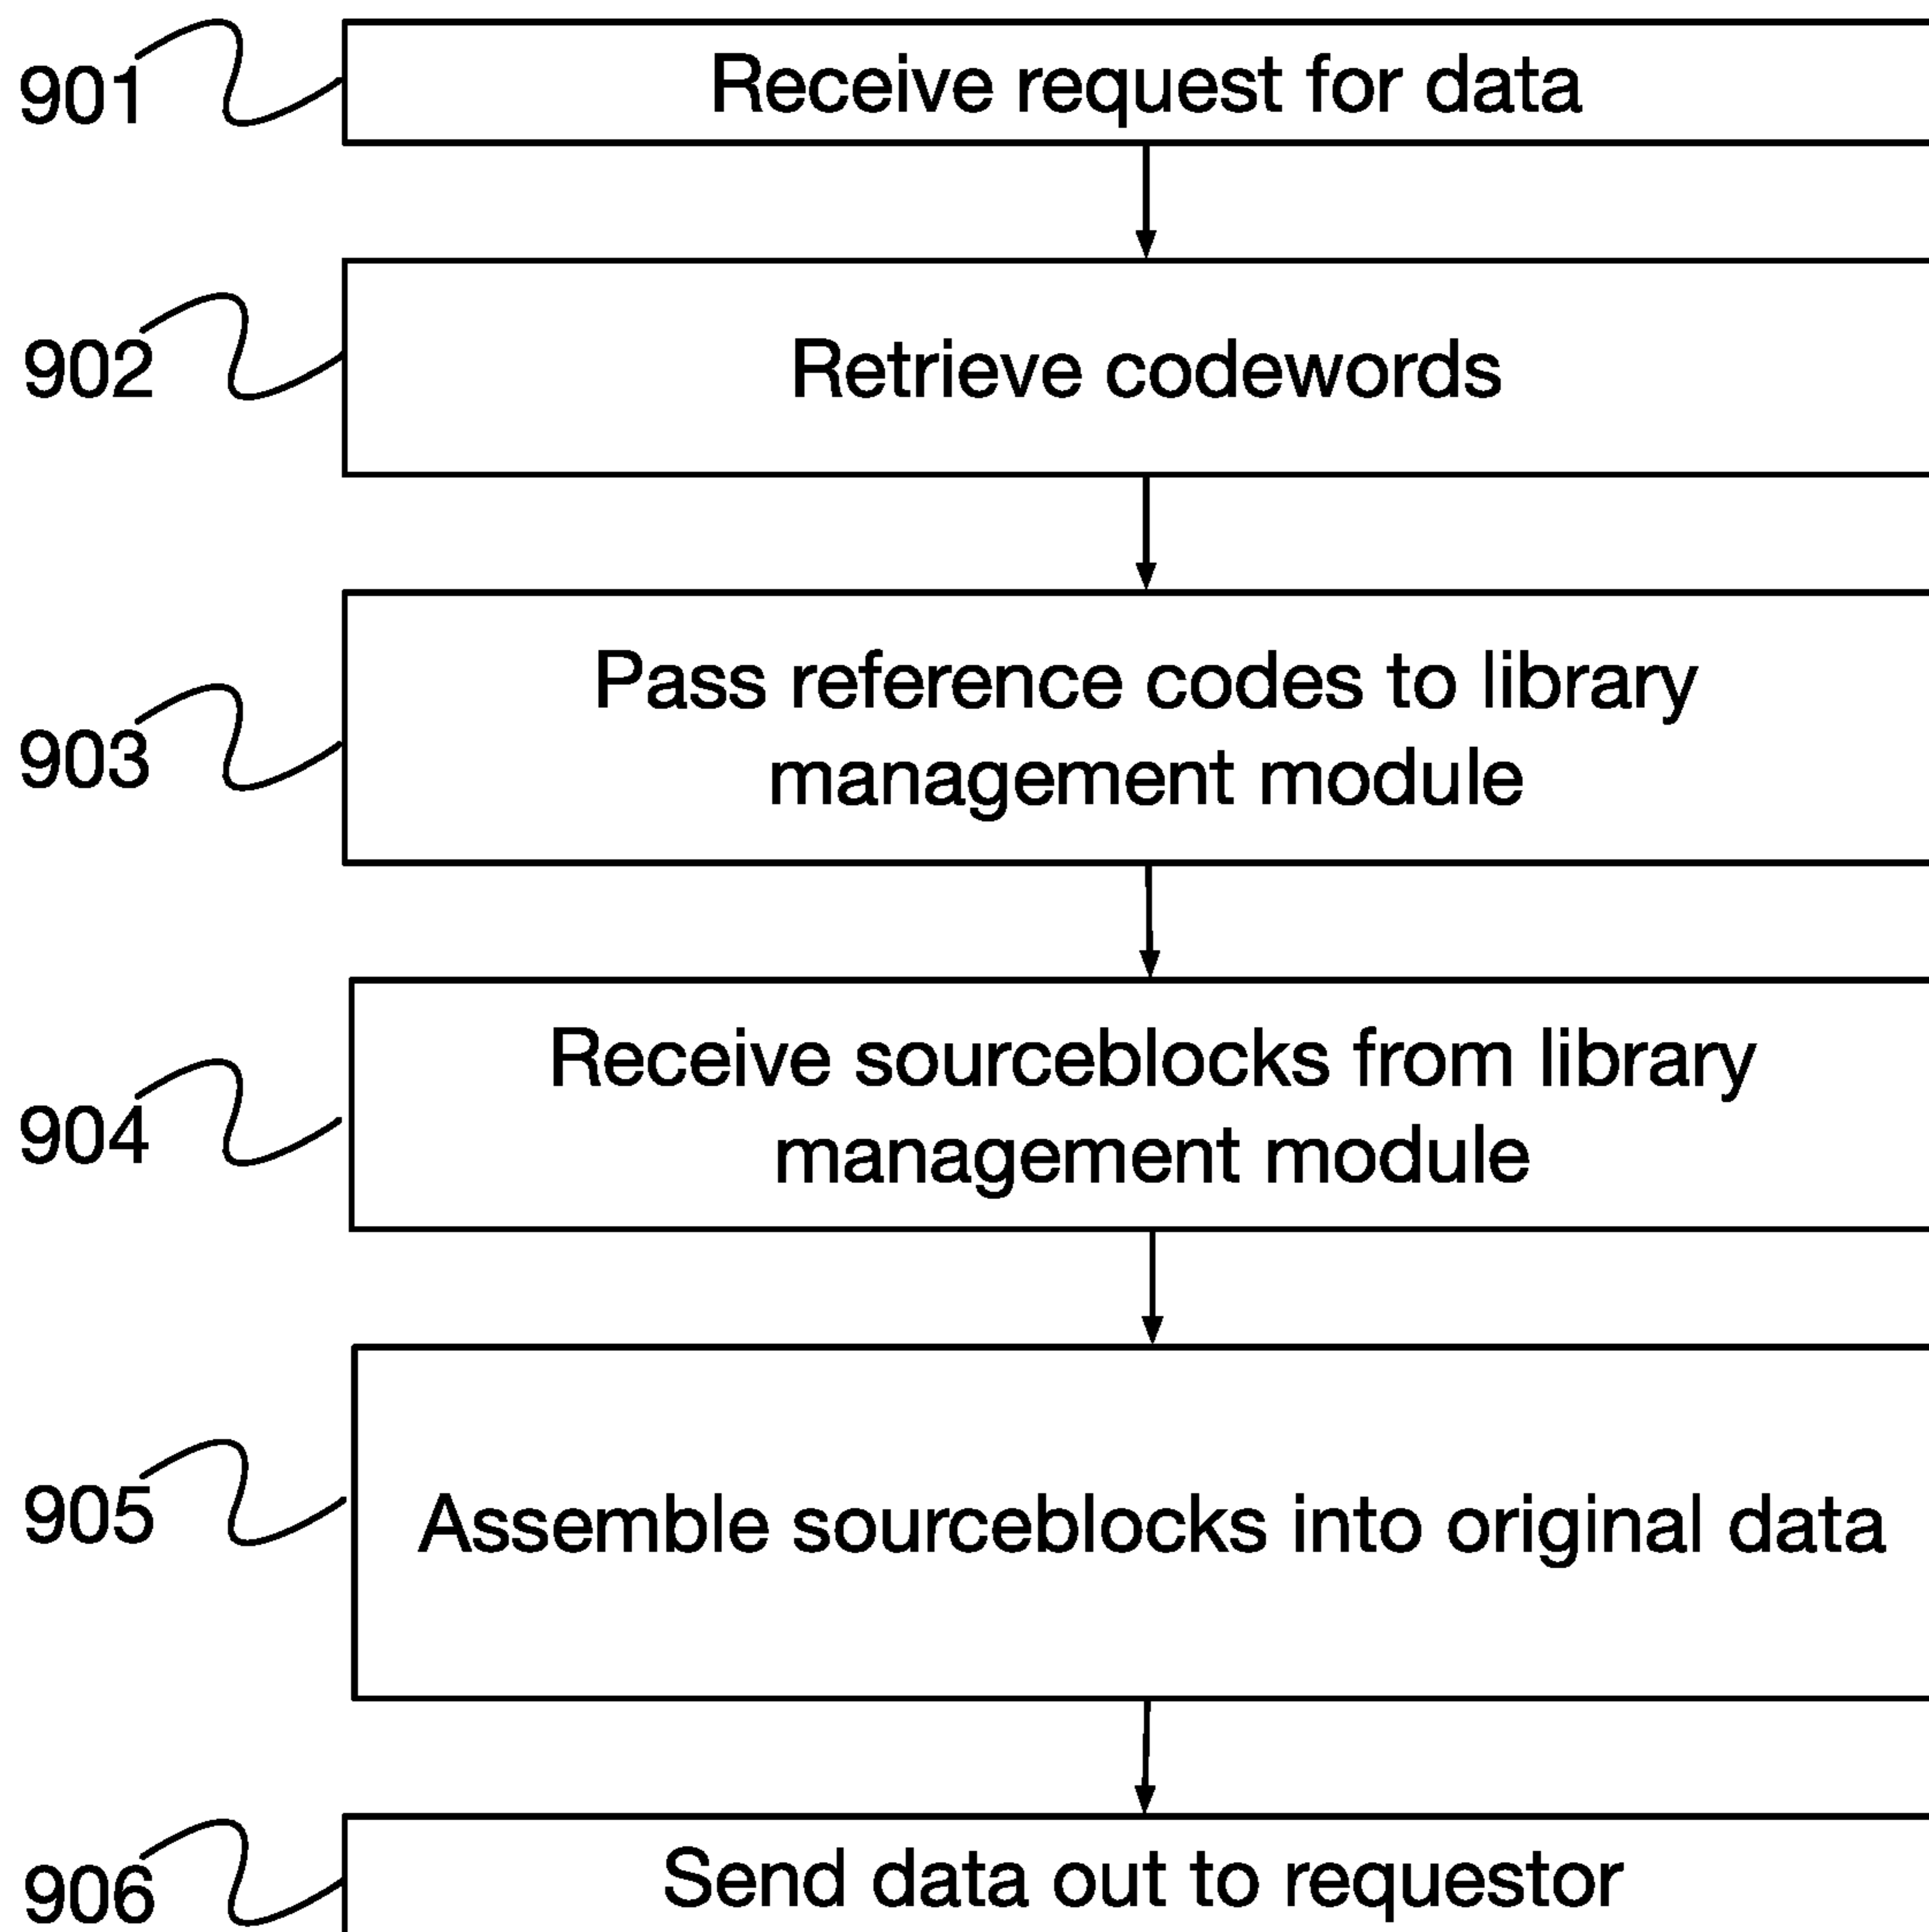 901
Receive request for data
902
Retrieve codewords
903
Pass reference codes to library
management module
904
Receive sourceblocks from library
management module
905
Assemble sourceblocks into original data
906
Send data out to requestor